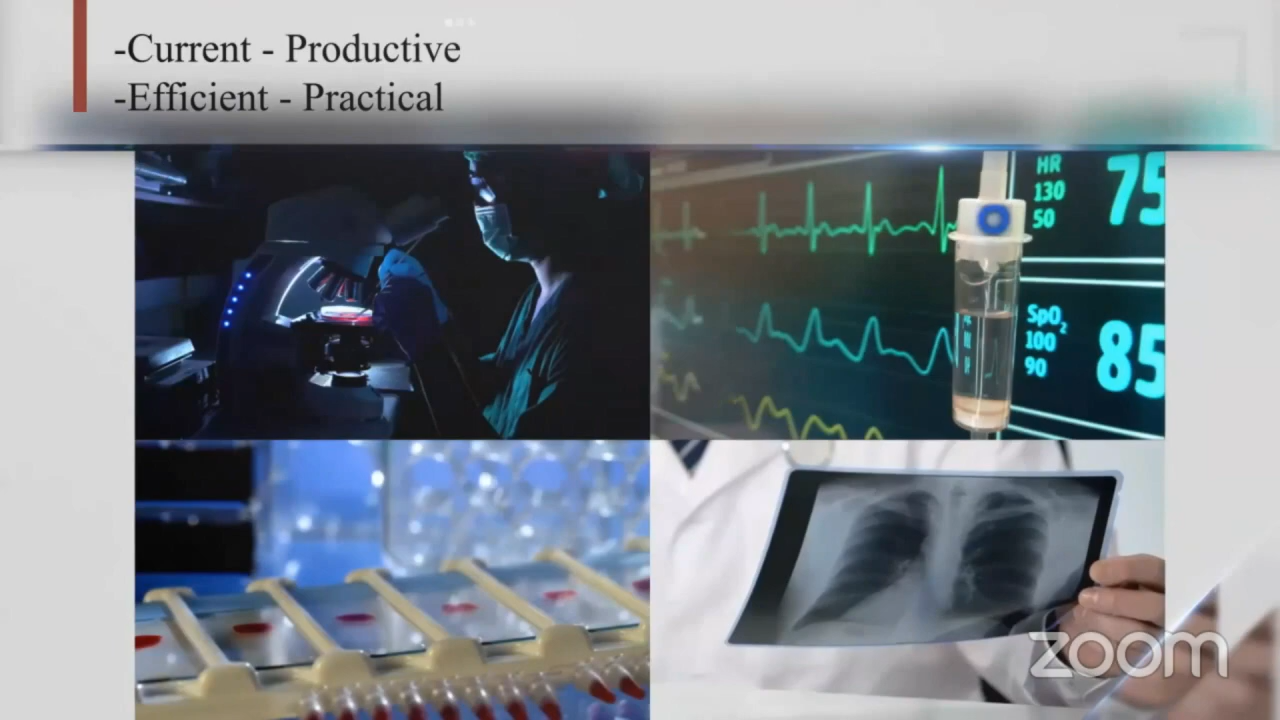 -Current - Productive
-Efficient - Practical
HR
130
50
75
SpO2
100
90
85
zoom